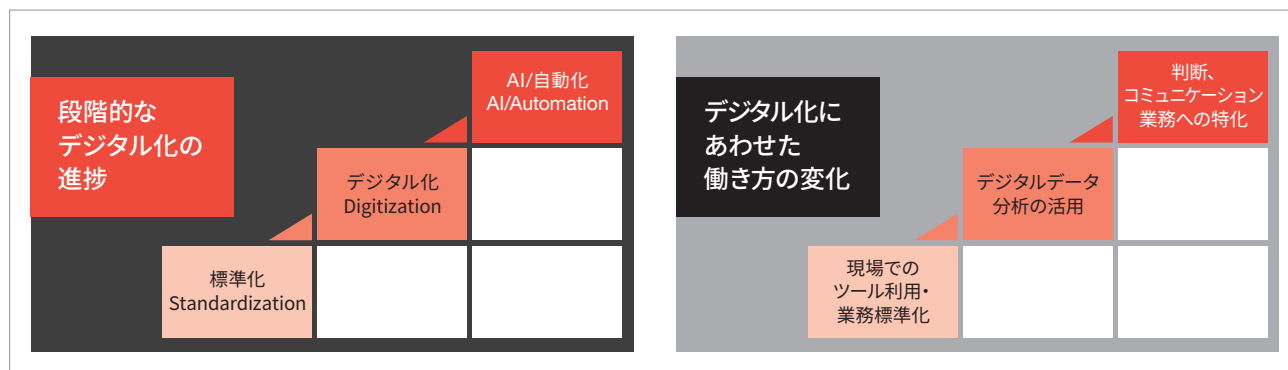 段階的な
デジタル化の
進捗
AI/自動化
AI/Automation
デジタル化
Digitization
標準化
Standardization
デジタル化に
あわせた
働き方の変化
判断、
コミュニケーション
業務への特化
デジタルデータ
分析の活用
現場での
ツール利用・
業務標準化